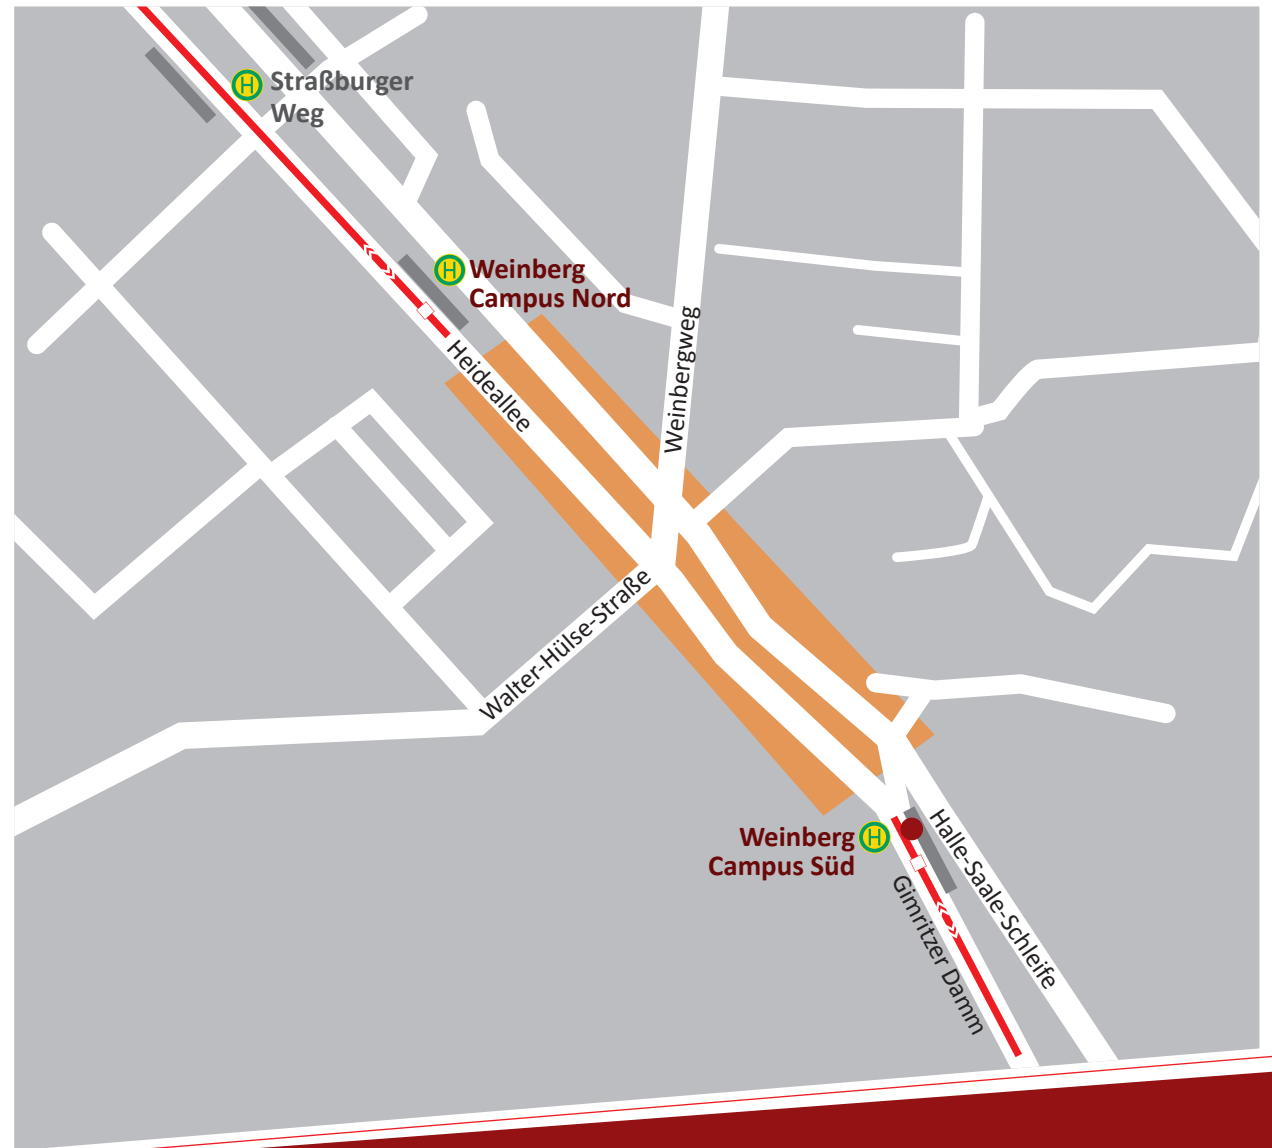 H
Straßburger
Weg
H
Weinberg
Campus Nord
Heideallee
Weinbergweg
Walter-Hülse-Straße
Weinberg
Campus Süd
H
Halle-Saale-Schleife
Gimritzer Damm